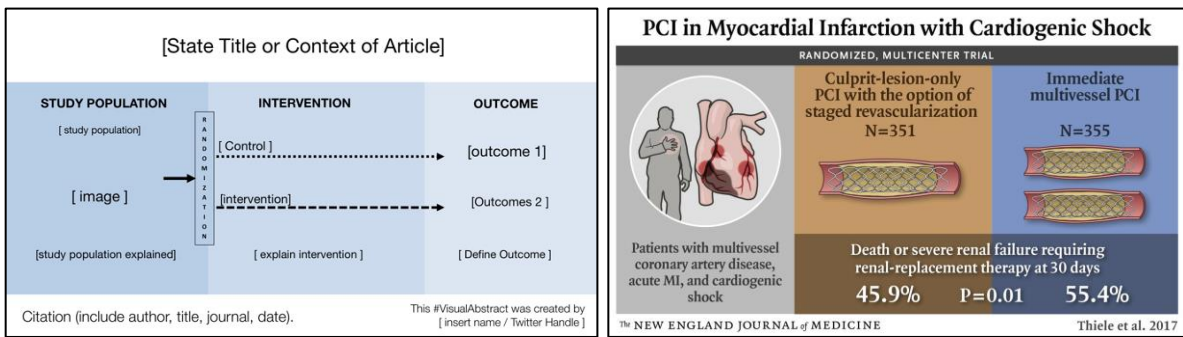 [State Title or Context of Article]
STUDY POPULATION
INTERVENTION
OUTCOME
[ study population]
RANDOMIZATION
[ Control ]
[outcome 1]
[ image ]
[intervention]
[Outcomes 2 ]
[study population explained]
[ explain intervention ]
[ Define Outcome ]
Citation (include author, title, journal, date).
This #VisualAbstract was created by
[ insert name / Twitter Handle ]
PCI in Myocardial Infarction with Cardiogenic Shock
RANDOMIZED, MULTICENTER TRIAL
Culprit-lesion-only
PCI with the option of
staged revascularization
N=351
Immediate
multivessel PCI
N=355
Patients with multivessel
coronary artery disease,
acute MI, and cardiogenic
shock
Death or severe renal failure requiring
renal-replacement therapy at 30 days
45.9% P=0.01 55.4%
The NEW ENGLAND JOURNAL of MEDICINE
Thiele et al. 2017